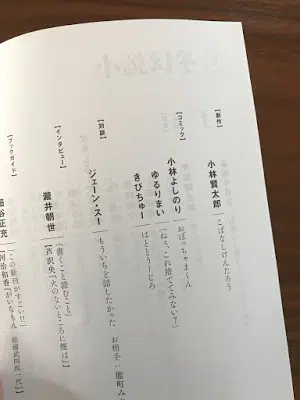 【創作】
小林賢太郎 こばなしけんたろう
【コミック】
小林よしのり おぼっちゃまくん
ゆるりまい 「ねぇ、これ捨ててみない?」
きびちゅー はととうーじろ
【対談】
ジェーン・スー もういちど話したかった お相手:能町み
【インタビュー】
瀧井朝世 「書くこと読むこと」
【芦沢央『火のないところに煙は』】
【ブックガイド】
細谷正充 「この新刊がすごい!!」
河治和香『がいなもん 松浦武四郎一代』